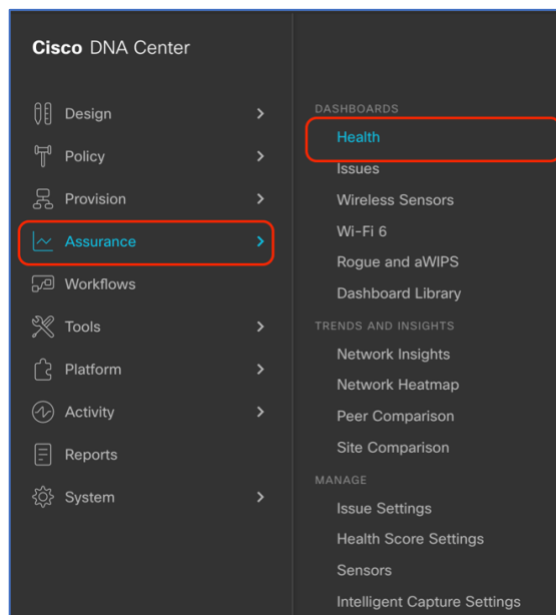 Cisco DNA Center
Design
Policy
Provision
Assurance
Workflows
Tools
Platform
Activity
Reports
System
DASHBOARDS
Health
Issues
Wireless Sensors
Wi-Fi 6
Rogue and aWIPS
Dashboard Library
TRENDS AND INSIGHTS
Network Insights
Network Heatmap
Peer Comparison
Site Comparison
MANAGE
Issue Settings
Health Score Settings
Sensors
Intelligent Capture Settings